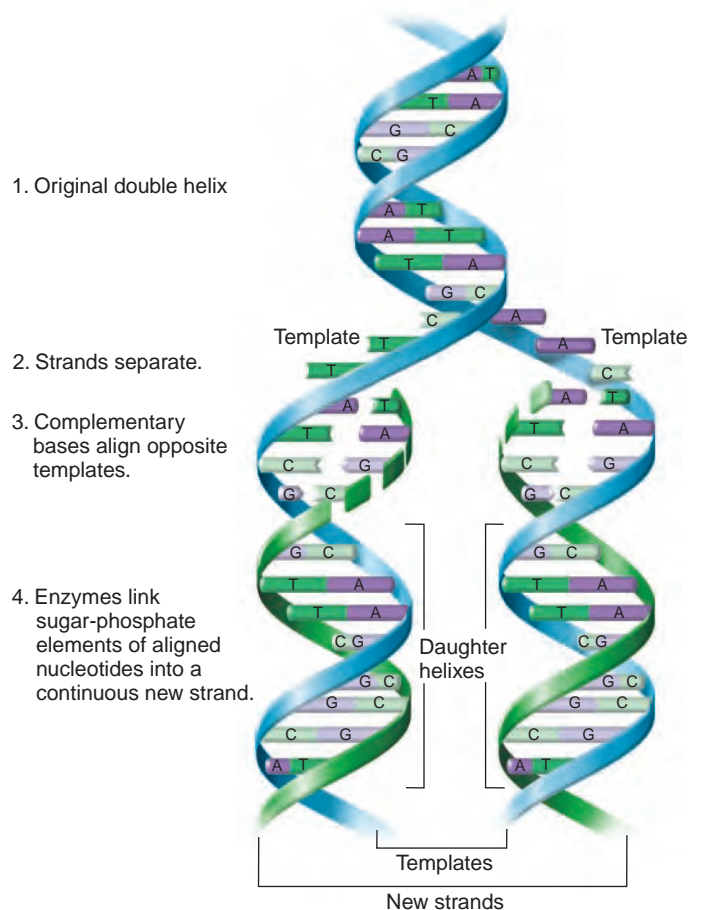 A T
T A
G C
C G
1. Original double helix
A T
A T
T A
G C
C A
Template T A Template
2. Strands separate.
T C
A T A T
3. Complementary
bases align opposite
templates.
T A T A
C G C G
G C G C
G C G C
T A T A
4. Enzymes link
sugar-phosphate
elements of aligned
nucleotides into a
continuous new strand.
T A T A
C G C G
Daughter
helixes
G C G C
G C G C
C G C G
A T A T
Templates
New strands